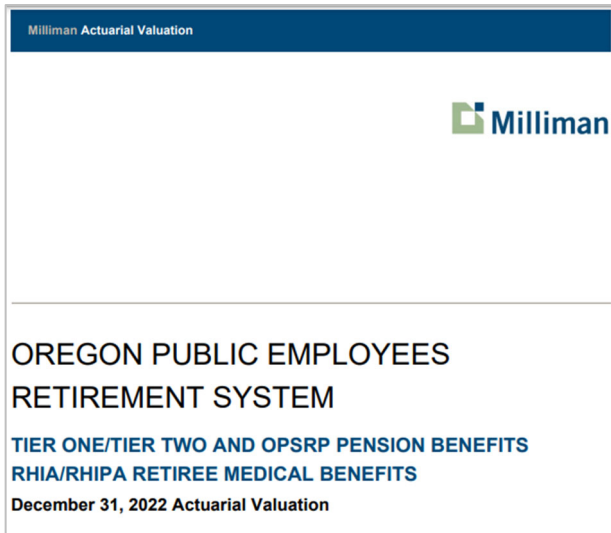 Milliman Actuarial Valuation
Milliman
OREGON PUBLIC EMPLOYEES
RETIREMENT SYSTEM
TIER ONE/TIER TWO AND OPSRP PENSION BENEFITS
RHIA/RHIPA RETIREE MEDICAL BENEFITS
December 31, 2022 Actuarial Valuation